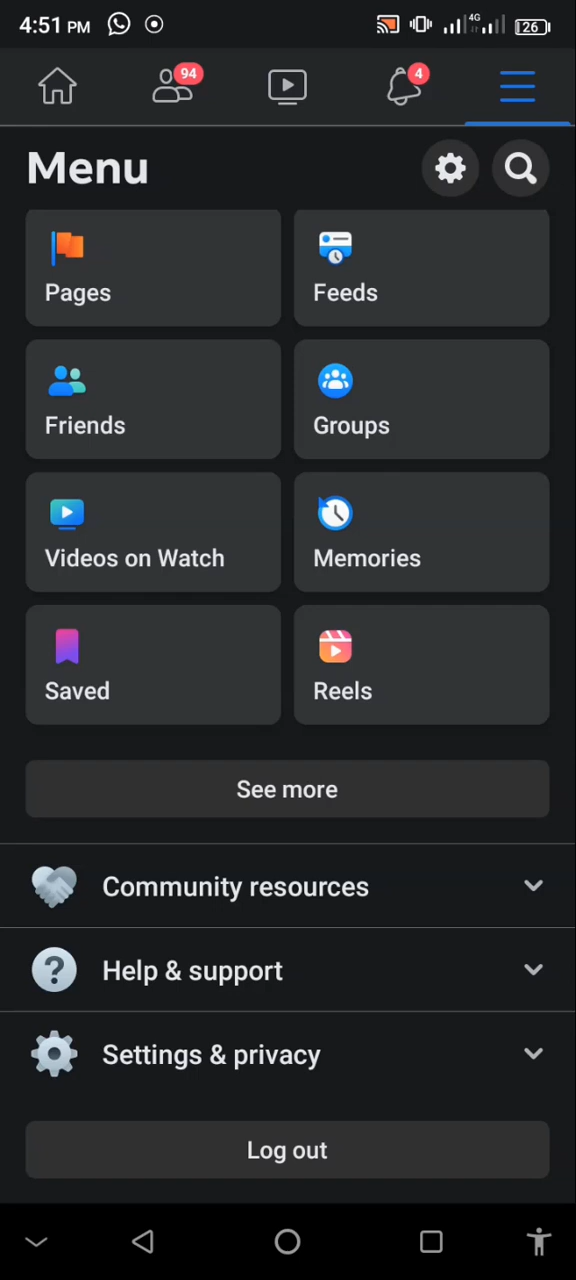 4:51 PM 4G 26
94 4
Menu
Pages Feeds
Friends Groups
Videos on Watch Memories
Saved Reels
See more
Community resources
? Help & support
Settings & privacy
Log out